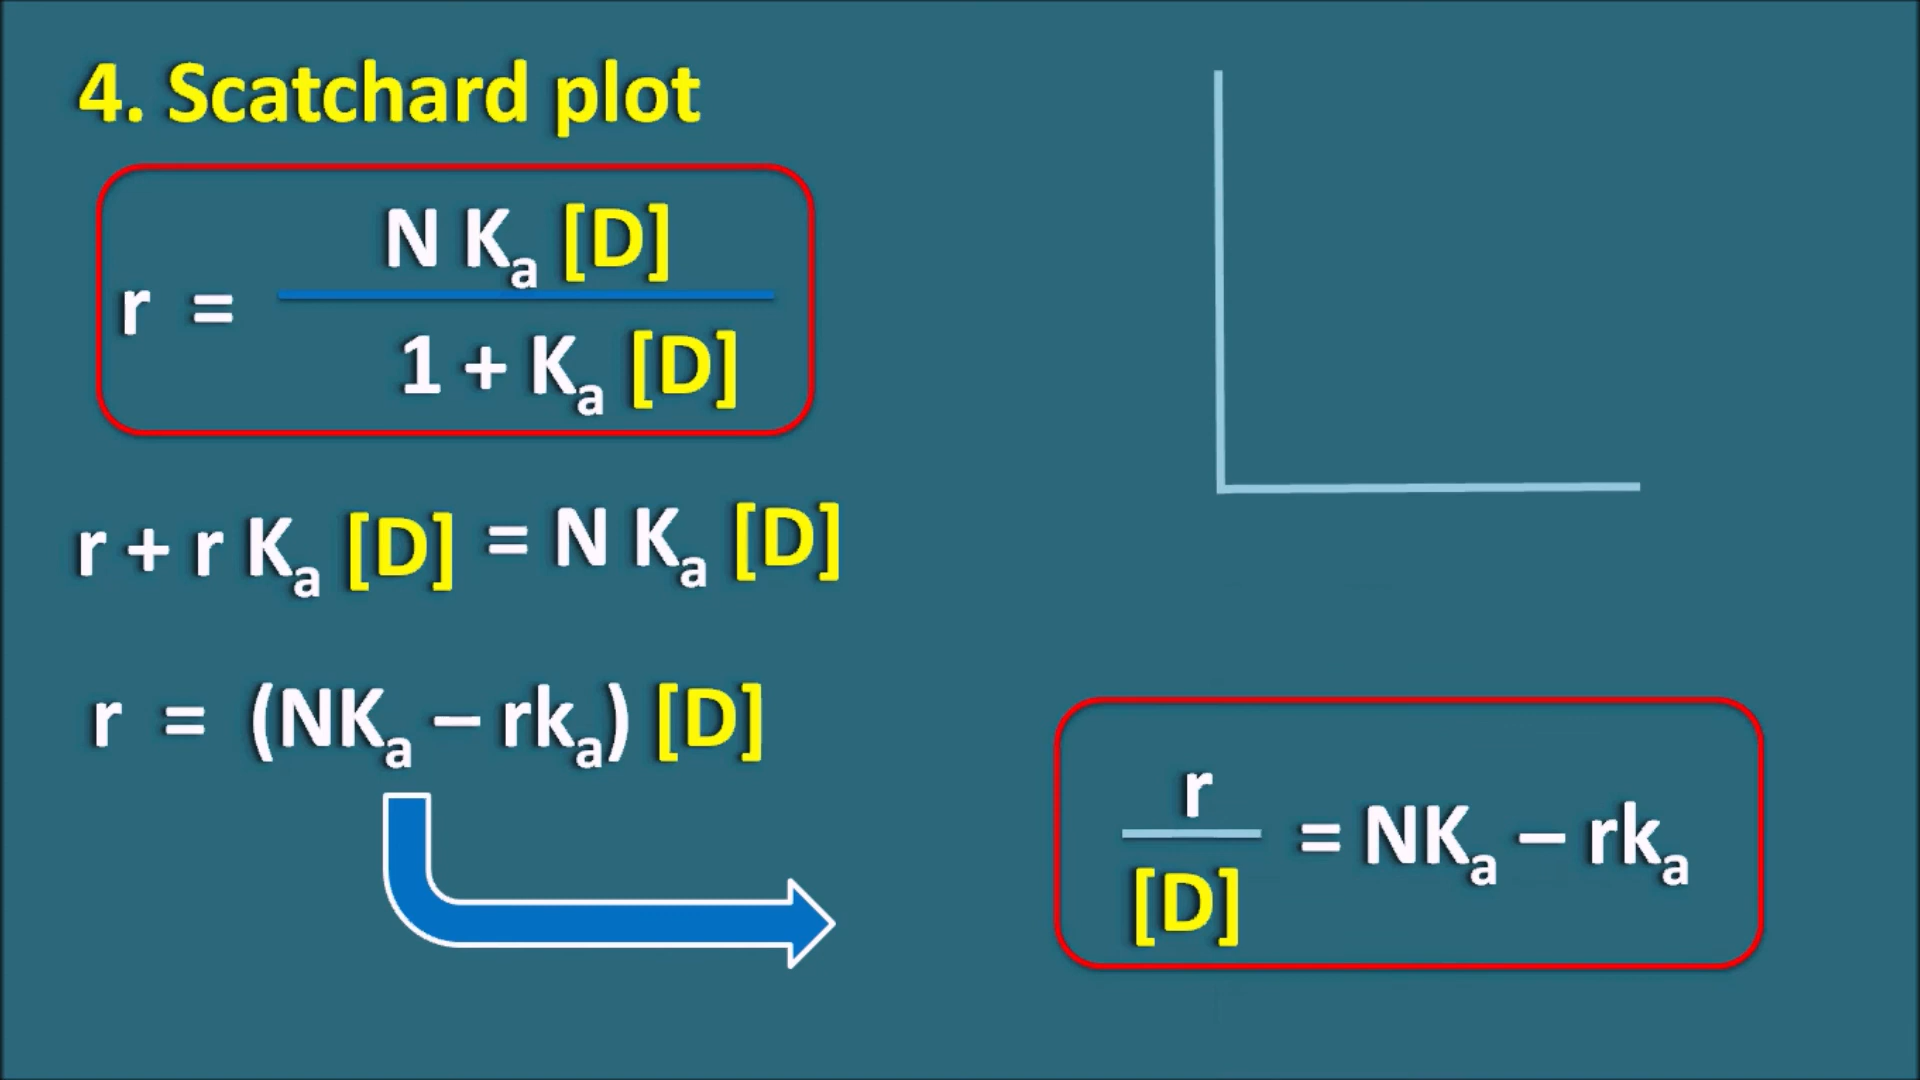 4. Scatchard plot
N Kₐ [D]
r =
1 + Kₐ [D]
r + r Kₐ [D] = N Kₐ [D]
r = (NKₐ – rkₐ) [D]
r
= NKₐ – rkₐ
[D]